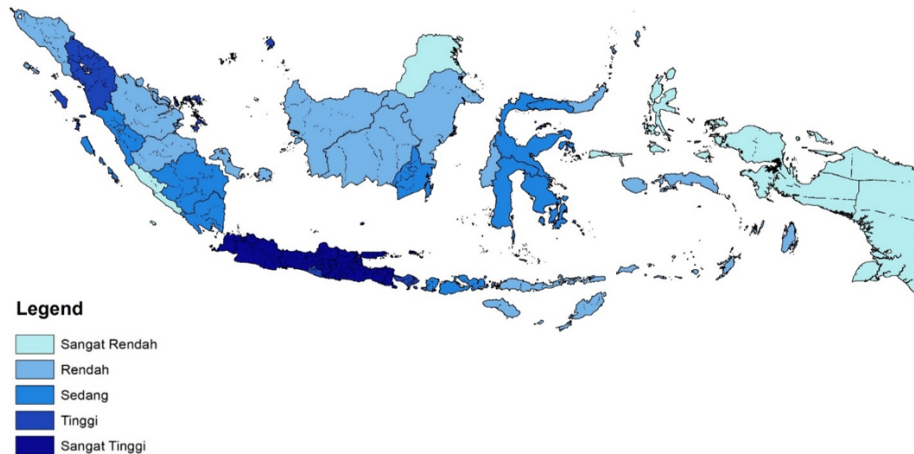 Legend
Sangat Rendah
Rendah
Sedang
Tinggi
Sangat Tinggi